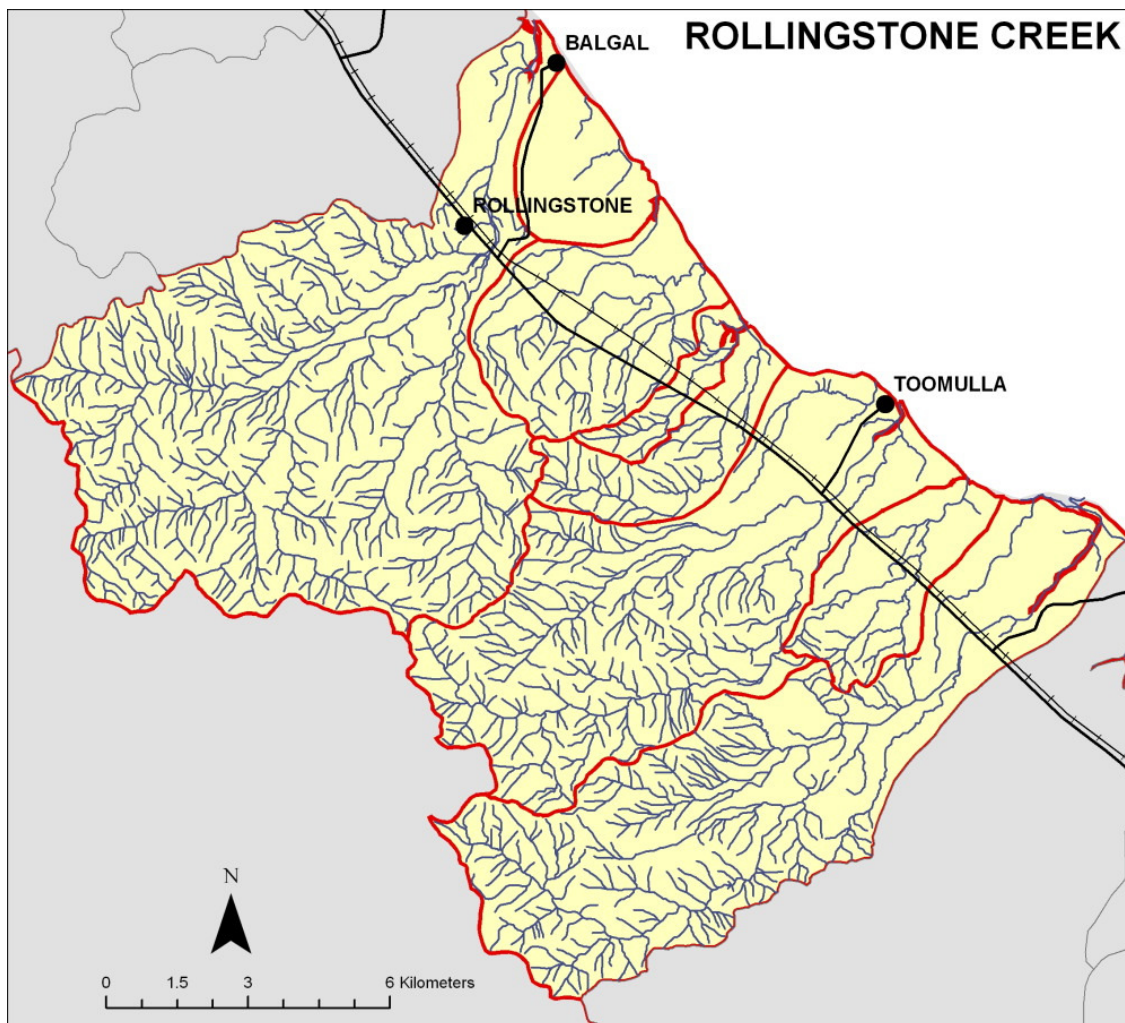 ROLLINGSTONE CREEK
BALGAL
ROLLINGSTONE
TOOMULLA
N
0 1.5 3 6 Kilometers